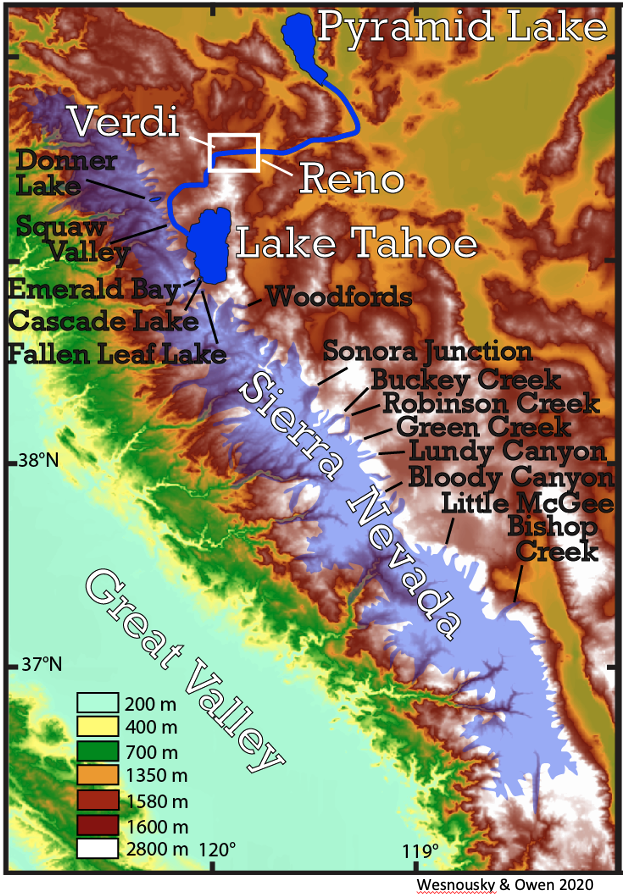 Pyramid Lake
Verdi
Donner
Lake
Reno
Squaw
Valley
Lake Tahoe
Emerald Bay
Woodfords
Cascade Lake
Fallen Leaf Lake
Sonora Junction
Buckey Creek
Robinson Creek
Green Creek
Lundy Canyon
Bloody Canyon
Little McGee
Bishop
Creek
Sierra Nevada
38°N
Great Valley
37°N
200 m
400 m
700 m
1350 m
1580 m
1600 m
2800 m
120°
119°
Wesnousky & Owen 2020